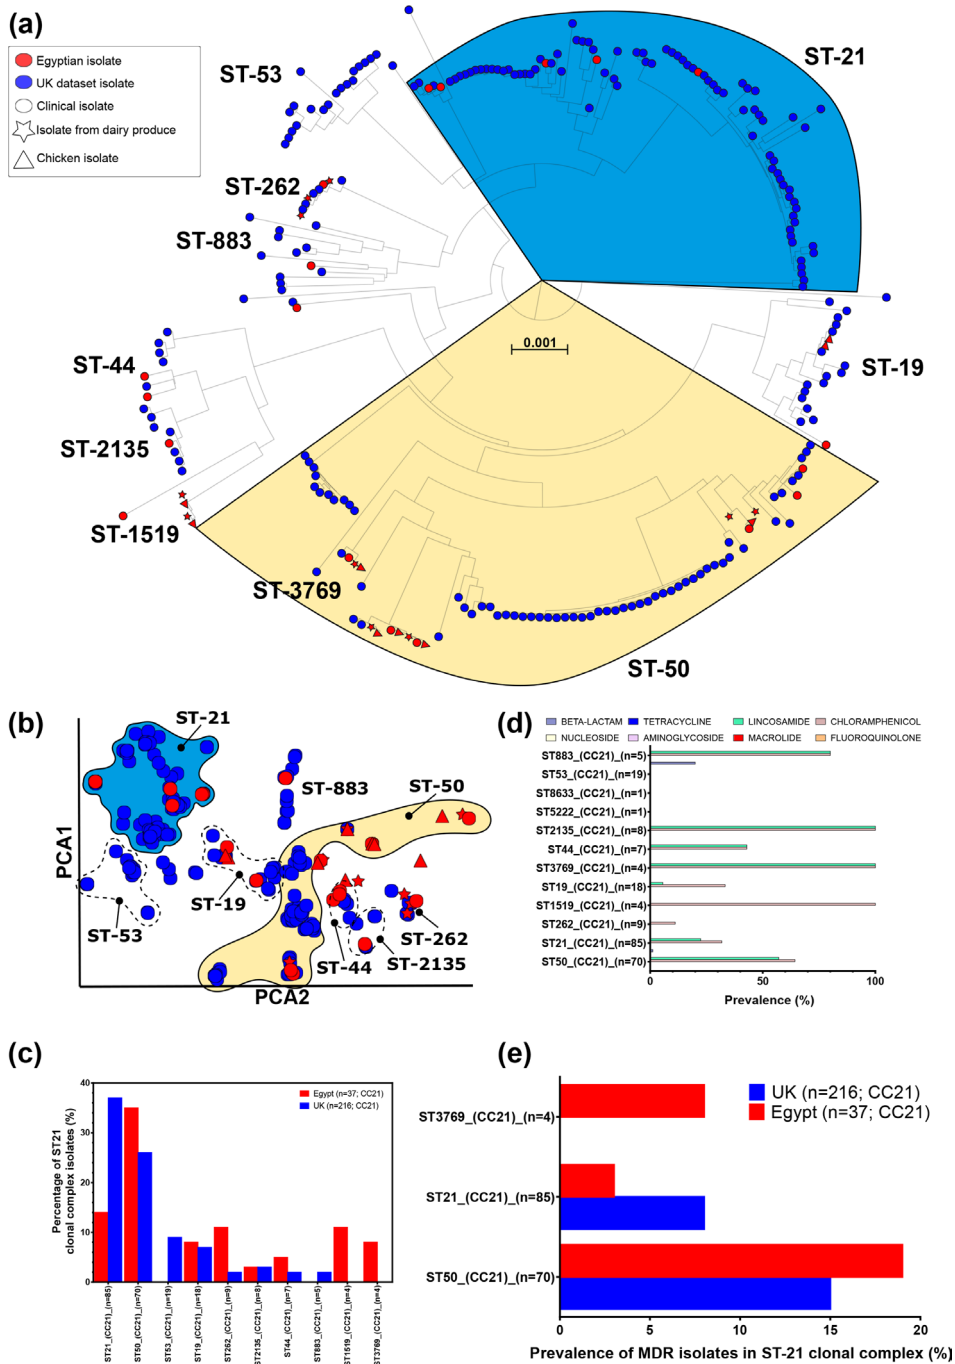 (a)
Egyptian isolate
UK dataset isolate
Clinical isolate
Isolate from dairy produce
Chicken isolate
ST-53
ST-21
ST-262
ST-883
0.001
ST-44
ST-19
ST-2135
ST-1519
ST-3769
ST-50
(b)
ST-21
ST-883
ST-50
PCA1
ST-19
ST-53
ST-262
ST-44
ST-2135
PCA2
(d)
BETA-LACTAM TETRACYCLINE LINCOSAMIDE CHLORAMPHENICOL
NUCLEOSIDE AMINOGLYCOSIDE MACROLIDE FLUOROQUINOLONE
ST883_(CC21)_(n=5)
ST53_(CC21)_(n=19)
ST8633_(CC21)_(n=1)
ST5222_(CC21)_(n=1)
ST2135_(CC21)_(n=8)
ST44_(CC21)_(n=7)
ST3769_(CC21)_(n=4)
ST19_(CC21)_(n=18)
ST1519_(CC21)_(n=4)
ST262_(CC21)_(n=9)
ST21_(CC21)_(n=85)
ST50_(CC21)_(n=70)
0 50 100
Prevalence (%)
(c)
Egypt (n=37; CC21)
UK (n=216; CC21)
Percentage of ST21
clonal complex isolates (%)
40
30
20
10
0
ST21_(CC21)_(n=85)
ST50_(CC21)_(n=70)
ST53_(CC21)_(n=19)
ST19_(CC21)_(n=18)
ST262_(CC21)_(n=9)
ST2135_(CC21)_(n=8)
ST44_(CC21)_(n=7)
ST883_(CC21)_(n=5)
ST1519_(CC21)_(n=4)
ST3769_(CC21)_(n=4)
(e)
UK (n=216; CC21)
Egypt (n=37; CC21)
ST3769_(CC21)_(n=4)
ST21_(CC21)_(n=85)
ST50_(CC21)_(n=70)
0 5 10 15 20
Prevalence of MDR isolates in ST-21 clonal complex (%)